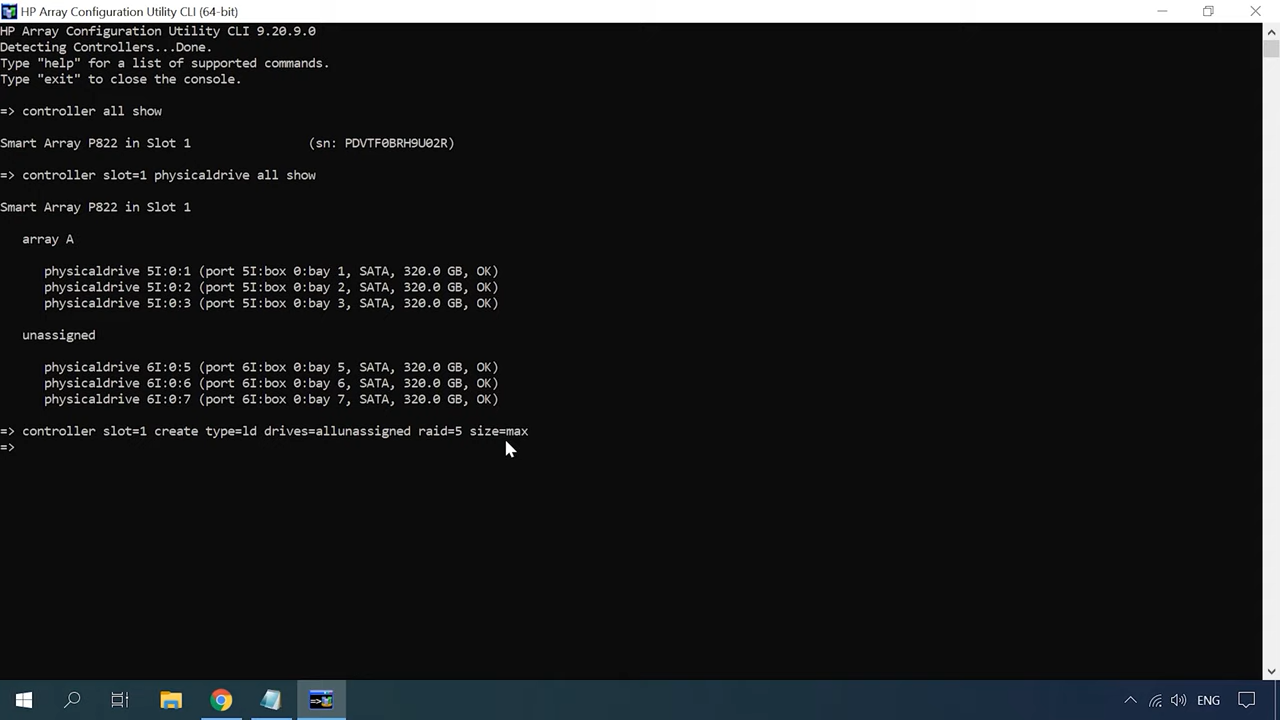 HP Array Configuration Utility CLI (64-bit)
HP Array Configuration Utility CLI 9.20.9.0
Detecting Controllers...Done.
Type "help" for a list of supported commands.
Type "exit" to close the console.
=> controller all show
Smart Array P822 in Slot 1 (sn: PDVTF0BRH9U02R)
=> controller slot=1 physicaldrive all show
Smart Array P822 in Slot 1
array A
physicaldrive 5I:0:1 (port 5I:box 0:bay 1, SATA, 320.0 GB, OK)
physicaldrive 5I:0:2 (port 5I:box 0:bay 2, SATA, 320.0 GB, OK)
physicaldrive 5I:0:3 (port 5I:box 0:bay 3, SATA, 320.0 GB, OK)
unassigned
physicaldrive 6I:0:5 (port 6I:box 0:bay 5, SATA, 320.0 GB, OK)
physicaldrive 6I:0:6 (port 6I:box 0:bay 6, SATA, 320.0 GB, OK)
physicaldrive 6I:0:7 (port 6I:box 0:bay 7, SATA, 320.0 GB, OK)
=> controller slot=1 create type=ld drives=allunassigned raid=5 size=max
=>
ENG